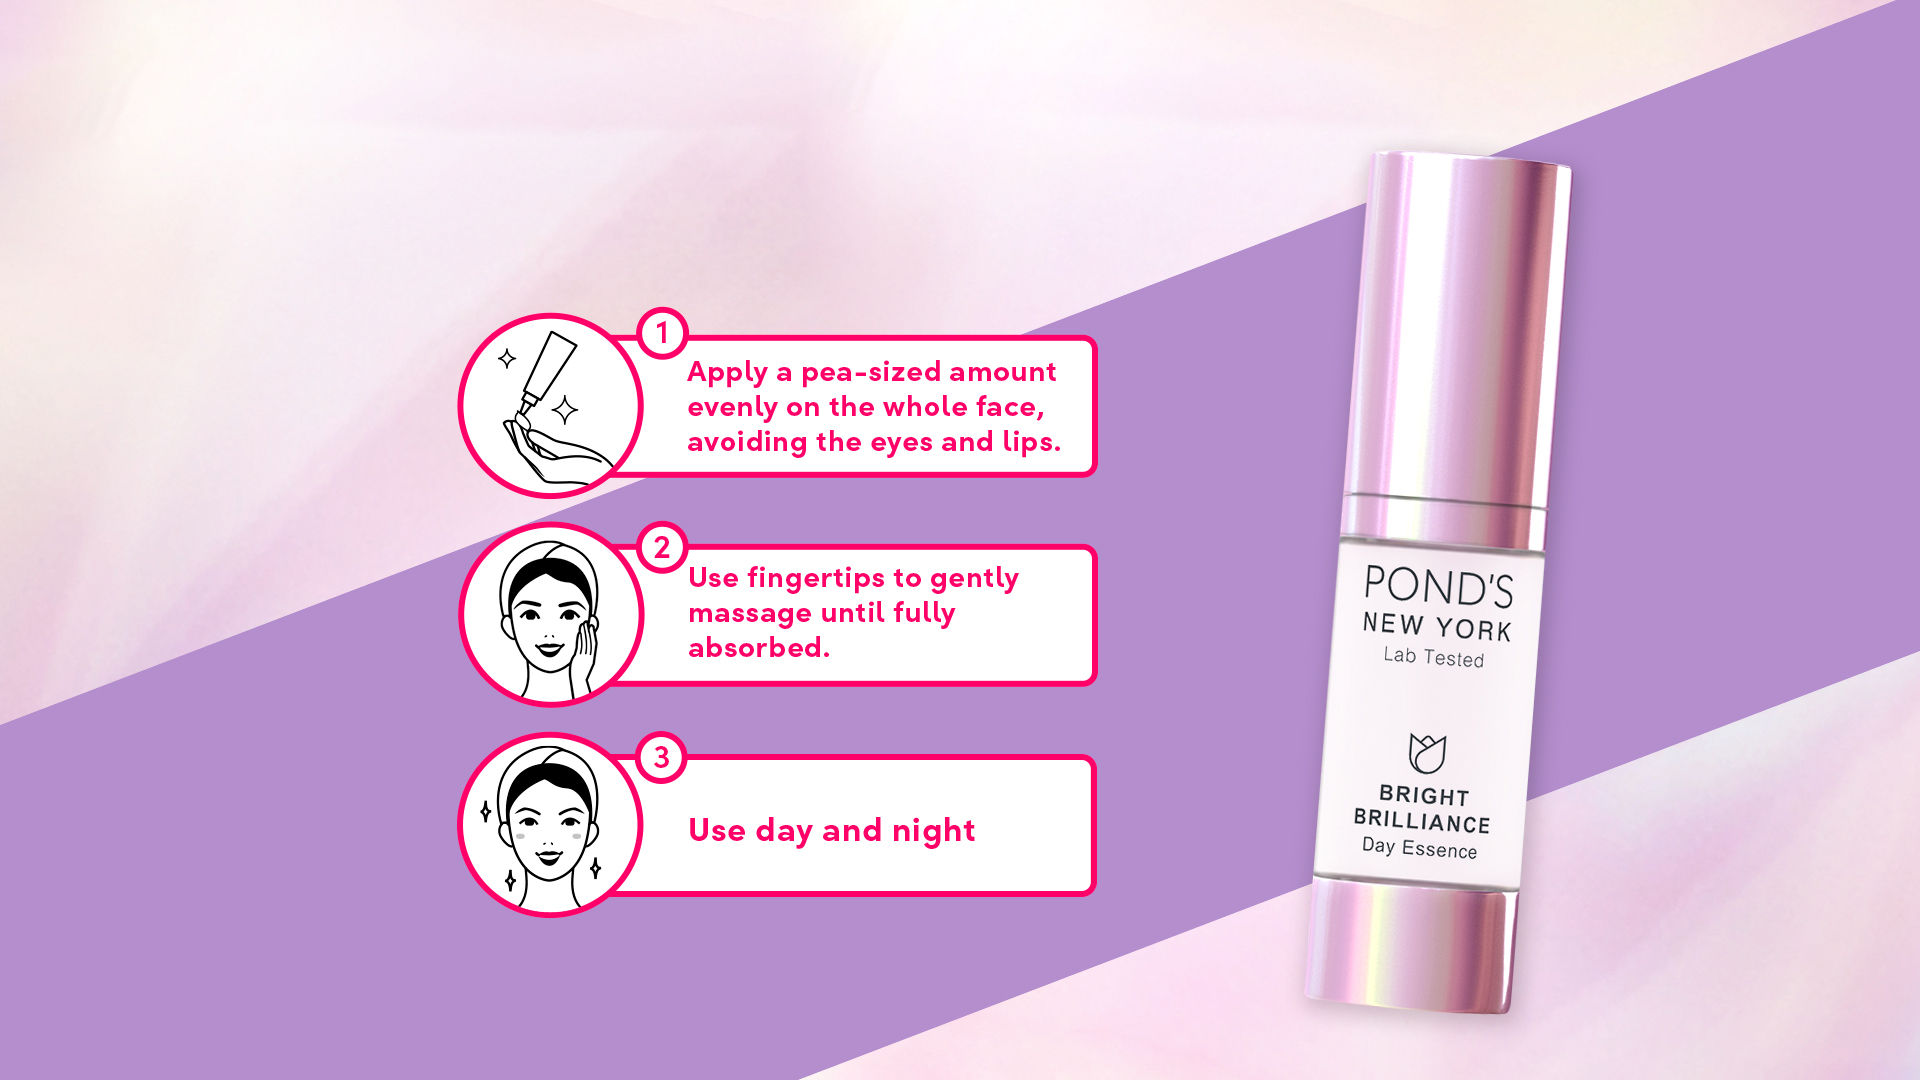 1
Apply a pea-sized amount
evenly on the whole face,
avoiding the eyes and lips.
2
Use fingertips to gently
massage until fully
absorbed.
3
Use day and night
POND'S
NEW YORK
Lab Tested
BRIGHT
BRILLIANCE
Day Essence